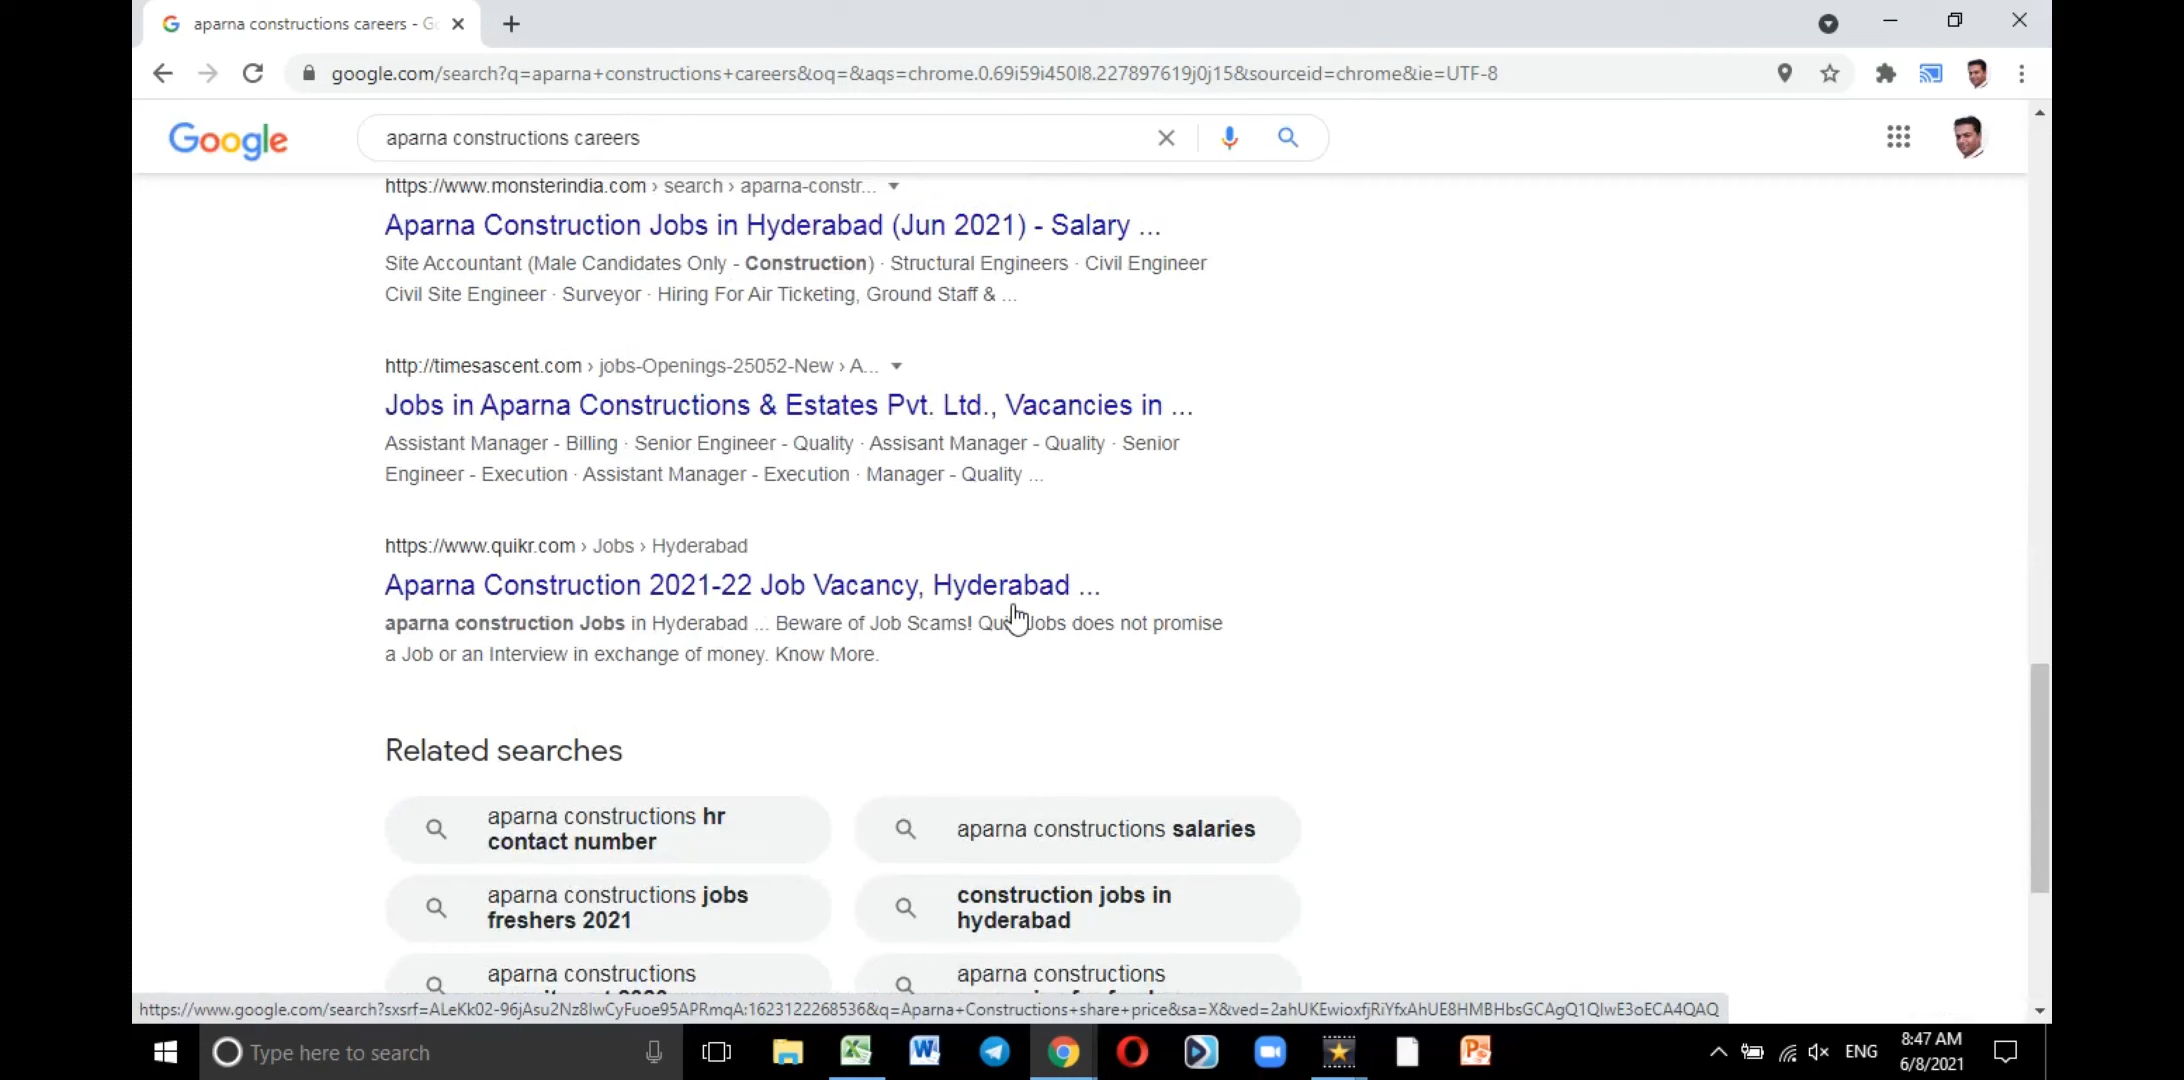 aparna constructions careers - Go
google.com/search?q=aparna+constructions+careers&oq=&aqs=chrome.0.69i59i450l8.227897619j0j15&sourceid=chrome&ie=UTF-8
Google
aparna constructions careers
https://www.monsterindia.com › search › aparna-constr...
Aparna Construction Jobs in Hyderabad (Jun 2021) - Salary ...
Site Accountant (Male Candidates Only - Construction) · Structural Engineers · Civil Engineer
Civil Site Engineer · Surveyor · Hiring For Air Ticketing, Ground Staff & ...
http://timesascent.com › jobs-Openings-25052-New › A...
Jobs in Aparna Constructions & Estates Pvt. Ltd., Vacancies in ...
Assistant Manager - Billing · Senior Engineer - Quality · Assisant Manager - Quality · Senior
Engineer - Execution · Assistant Manager - Execution · Manager - Quality ...
https://www.quikr.com › Jobs › Hyderabad
Aparna Construction 2021-22 Job Vacancy, Hyderabad ...
aparna construction Jobs in Hyderabad ... Beware of Job Scams! Jobs does not promise
a Job or an Interview in exchange of money. Know More.
Related searches
aparna constructions hr
contact number
aparna constructions salaries
aparna constructions jobs
freshers 2021
construction jobs in
hyderabad
aparna constructions
aparna constructions
https://www.google.com/search?sxsrf=ALeKk02-96jAsu2Nz8IwCyFuoe95APRmqA:1623122268536&q=Aparna+Constructions+share+price&sa=X&ved=2ahUKEwioxfjRiYfxAhUE8HMBHbsGCAgQ1QIwE3oECA4QAQ
Type here to search
ENG
8:47 AM
6/8/2021